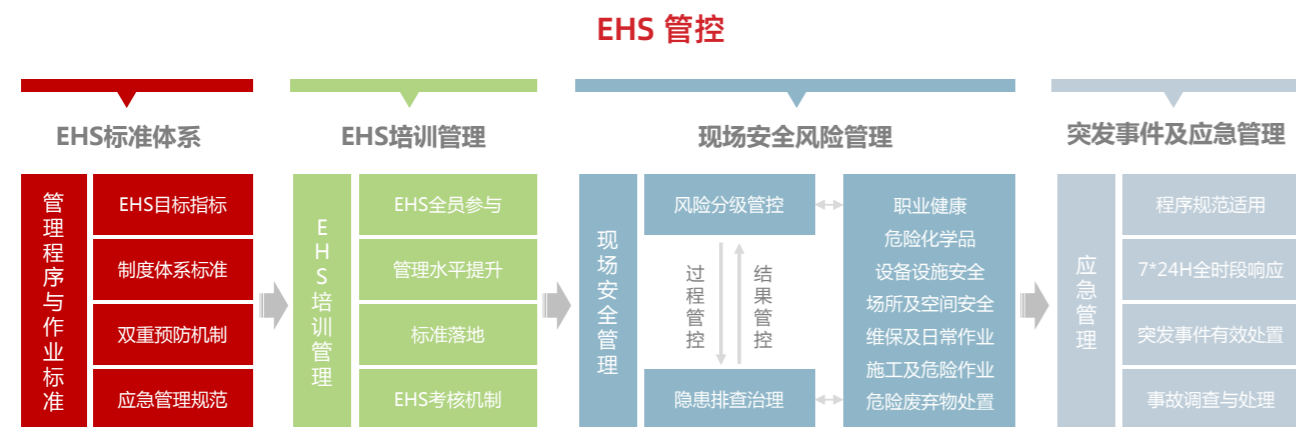 EHS 管控
EHS标准体系
管理程序与作业标准
EHS目标指标
制度体系标准
双重预防机制
应急管理规范
EHS培训管理
EHS培训管理
EHS全员参与
管理水平提升
标准落地
EHS考核机制
现场安全风险管理
现场安全管理
风险分级管控
过程管控
结果管控
隐患排查治理
职业健康
危险化学品
设备设施安全
场所及空间安全
维保及日常作业
施工及危险作业
危险废弃物处置
突发事件及应急管理
应急管理
程序规范适用
7*24H全时段响应
突发事件有效处置
事故调查与处理